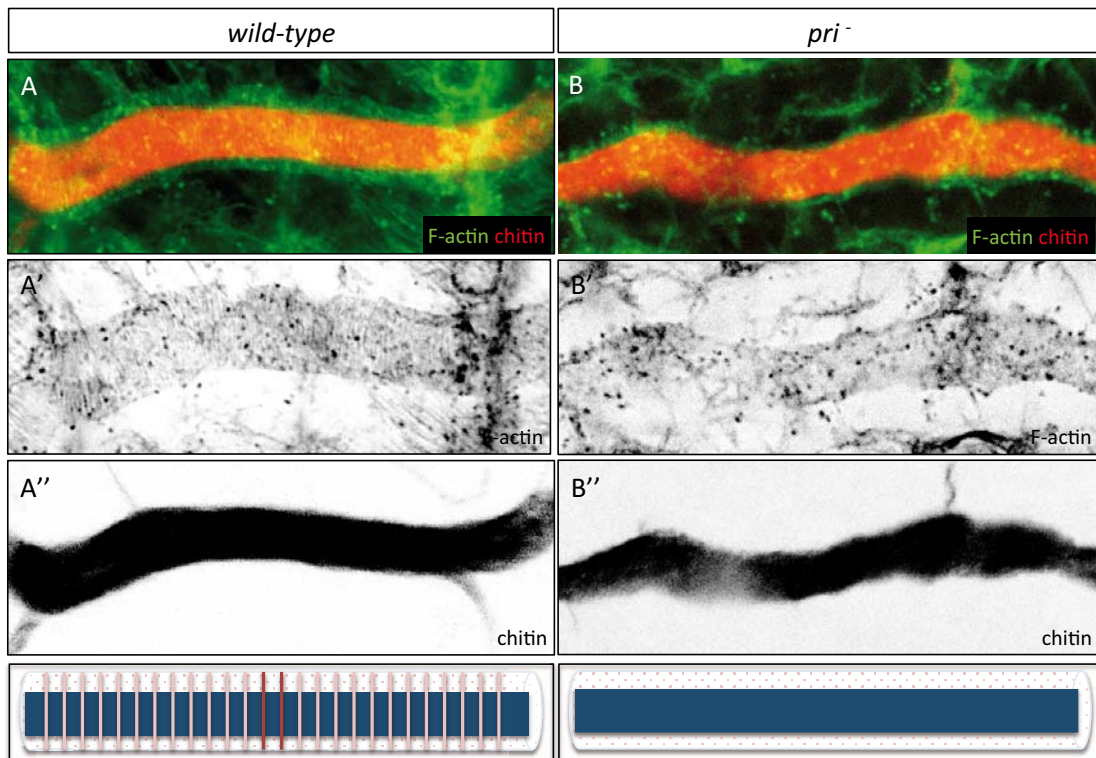 wild-type
pri -
A
F-actin chitin
B
F-actin chitin
A'
F-actin
B'
F-actin
A''
chitin
B''
chitin